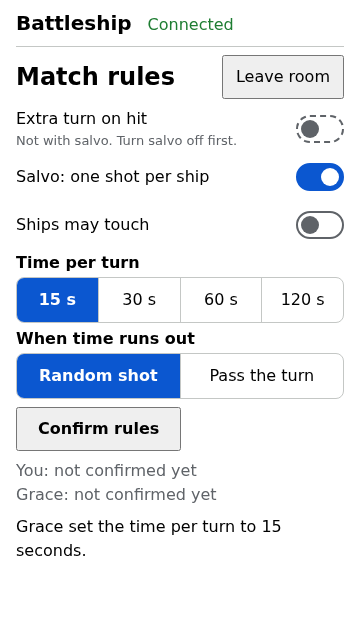 Battleship Connected
Match rules Leave room
Extra turn on hit
Not with salvo. Turn salvo off first.
Salvo: one shot per ship
Ships may touch
Time per turn
15 s 30 s 60 s 120 s
When time runs out
Random shot Pass the turn
Confirm rules
You: not confirmed yet
Grace: not confirmed yet
Grace set the time per turn to 15
seconds.